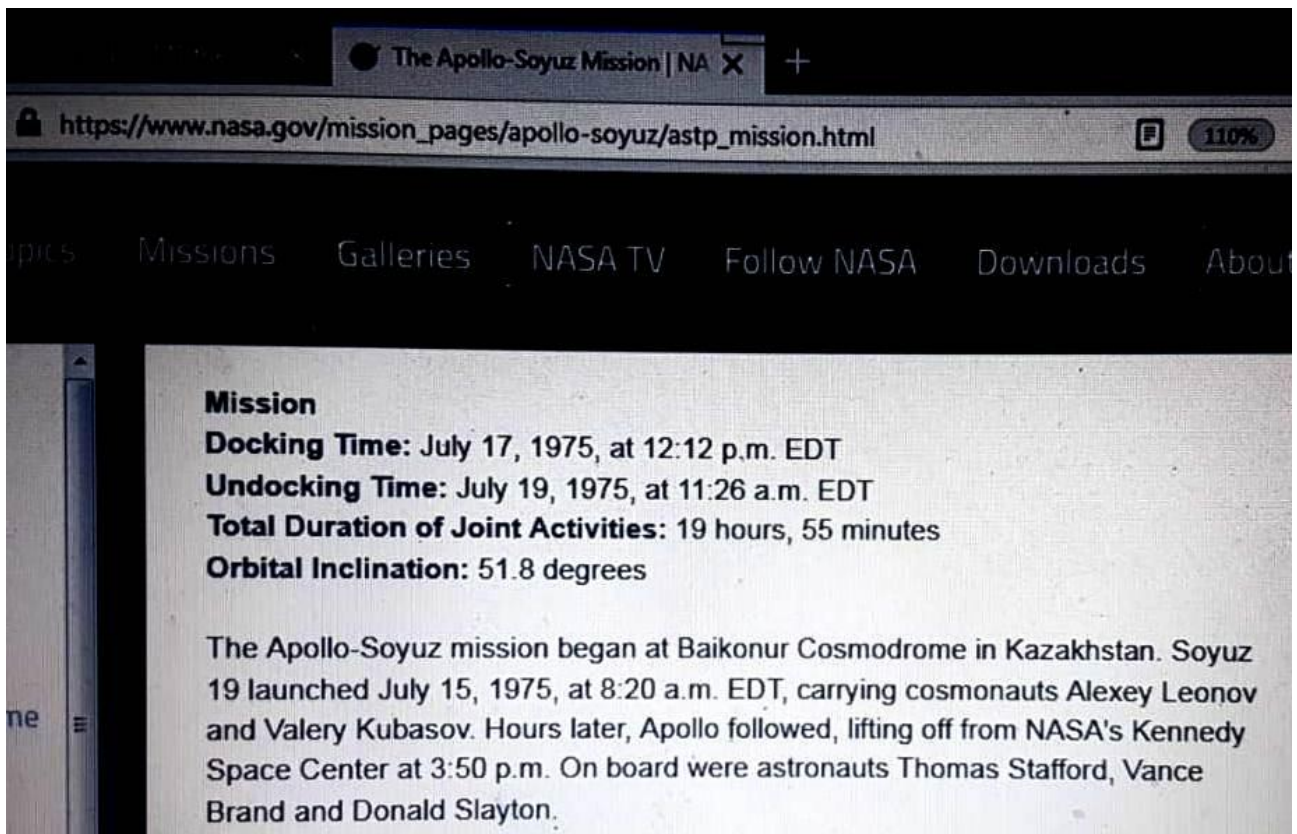 The Apollo-Soyuz Mission | NA
https://www.nasa.gov/mission_pages/apollo-soyuz/astp_mission.html 110%
opics Missions Galleries NASA TV Follow NASA Downloads About
Mission
Docking Time: July 17, 1975, at 12:12 p.m. EDT
Undocking Time: July 19, 1975, at 11:26 a.m. EDT
Total Duration of Joint Activities: 19 hours, 55 minutes
Orbital Inclination: 51.8 degrees
The Apollo-Soyuz mission began at Baikonur Cosmodrome in Kazakhstan. Soyuz
19 launched July 15, 1975, at 8:20 a.m. EDT, carrying cosmonauts Alexey Leonov
me
and Valery Kubasov. Hours later, Apollo followed, lifting off from NASA's Kennedy
Space Center at 3:50 p.m. On board were astronauts Thomas Stafford, Vance
Brand and Donald Slayton.